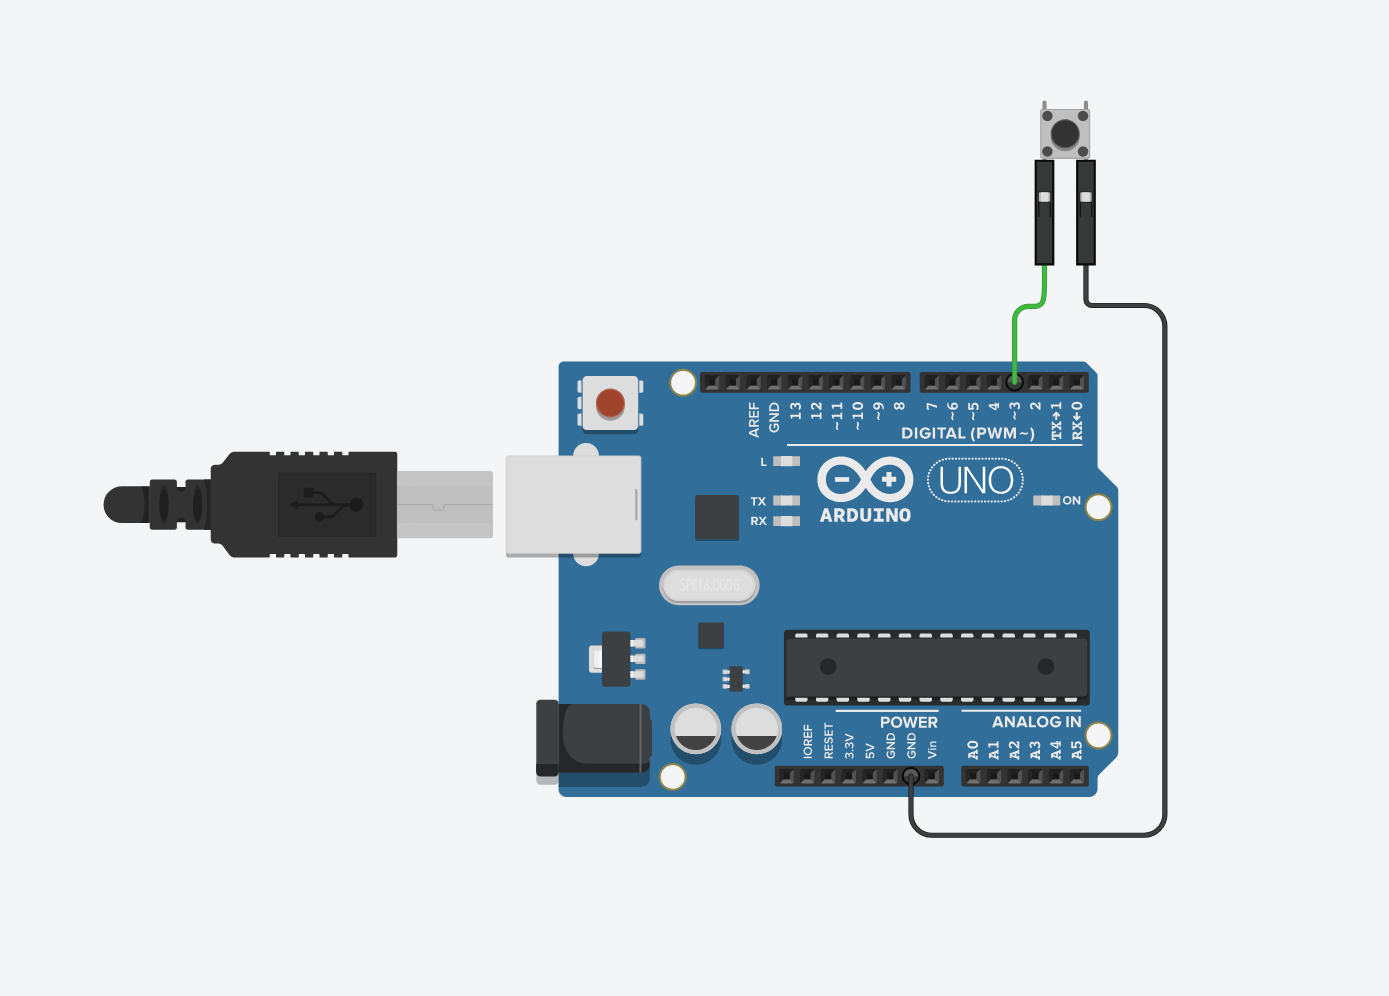 AREF
GND
13
12
~11
~10
~9
8
7
~6
~5
4
~3
2
TX→1
RX←0
DIGITAL (PWM~)
L
TX
RX
ARDUINO
UNO
ON
SPK16.000G
POWER
ANALOG IN
IOREF
RESET
3.3V
5V
GND
GND
Vin
A0
A1
A2
A3
A4
A5